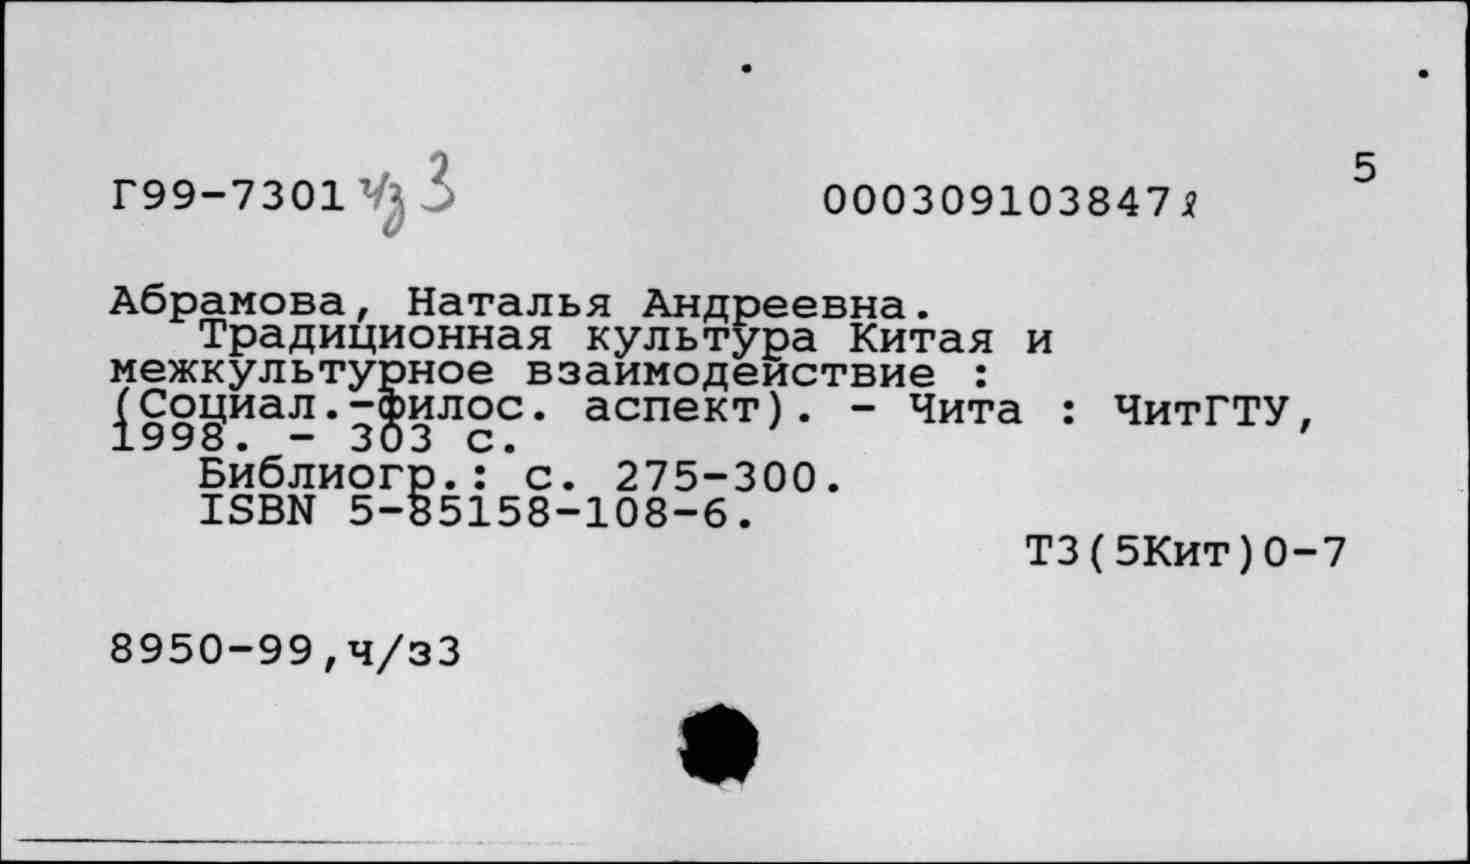 Г99-7301 ч/з 3
000309103847
5
Абрамова, Наталья Андреевна.
Традиционная культура Китая и
межкультурное взаимодействие :
(Социал.-филос. аспект). - Чита : ЧитГТУ,
1998. - 303 с.
Библиогр.: с. 275-300.
ISBN 5-85158-108-6.
Т3(5Кит)0-7
8950-99,ч/з3